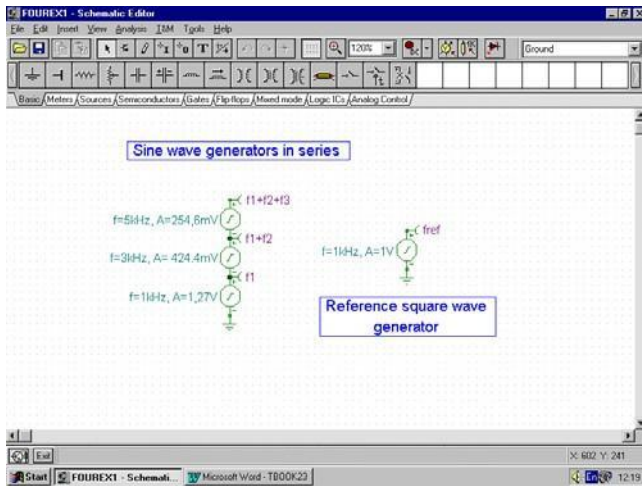 FOUREX1 - Schematic Editor
File Edit Insert View Analysis T&M Tools Help
120% Ground
Basic Meters Sources Semiconductors Gates Flip-flops Mixed mode Logic ICs Analog Control
Sine wave generators in series
f1+f2+f3
f=5kHz, A=254,6mV
f1+f2
f=3kHz, A= 424.4mV
f1
f=1kHz, A=1,27V
fref
f=1kHz, A=1V
Reference square wave
generator
Exit X: 602 Y: 241
Start FOUREX1 - Schemati... Microsoft Word - TBOOK23 En 12:19